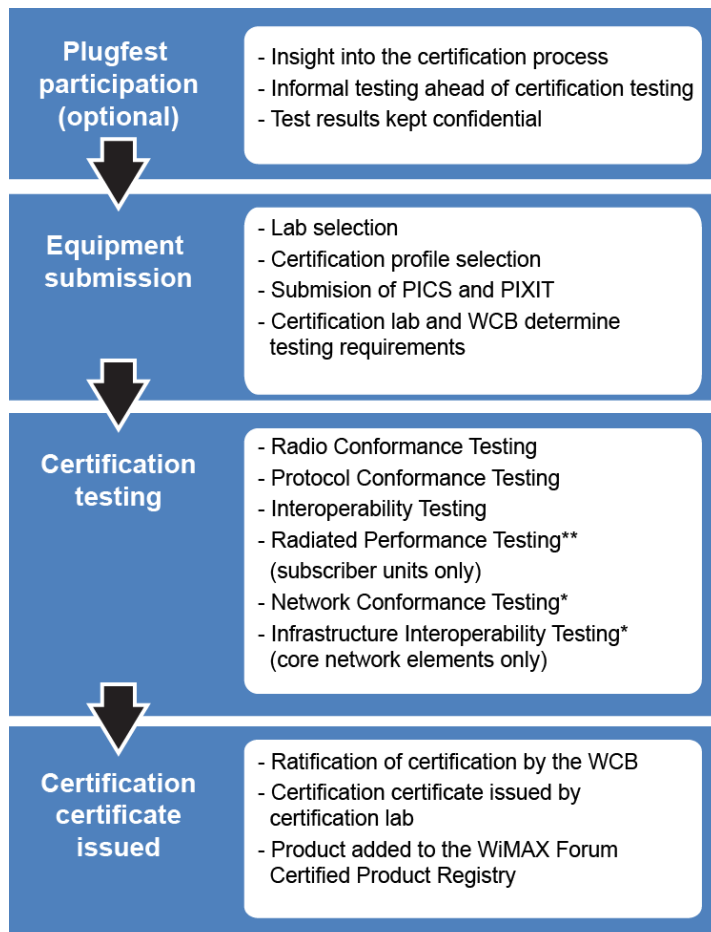 Plugfest
participation
(optional)
- Insight into the certification process
- Informal testing ahead of certification testing
- Test results kept confidential
Equipment
submission
- Lab selection
- Certification profile selection
- Submision of PICS and PIXIT
- Certification lab and WCB determine
testing requirements
Certification
testing
- Radio Conformance Testing
- Protocol Conformance Testing
- Interoperability Testing
- Radiated Performance Testing**
(subscriber units only)
- Network Conformance Testing*
- Infrastructure Interoperability Testing*
(core network elements only)
Certification
certificate
issued
- Ratification of certification by the WCB
- Certification certificate issued by
certification lab
- Product added to the WiMAX Forum
Certified Product Registry